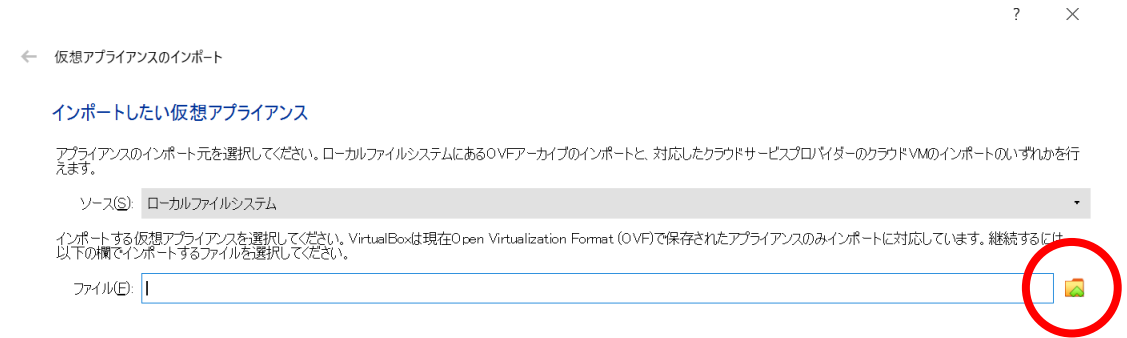 ?
仮想アプライアンスのインポート
インポートしたい仮想アプライアンス
アプライアンスのインポート元を選択してください。ローカルファイルシステムにあるOVFアーカイブのインポートと、対応したクラウドサービスプロバイダーのクラウドVMのインポートのいずれかを行
えます。
ソース(S): ローカルファイルシステム
インポートする仮想アプライアンスを選択してください。VirtualBoxは現在Open Virtualization Format (OVF)で保存されたアプライアンスのみインポートに対応しています。継続するには
以下の欄でインポートするファイルを選択してください。
ファイル(F):